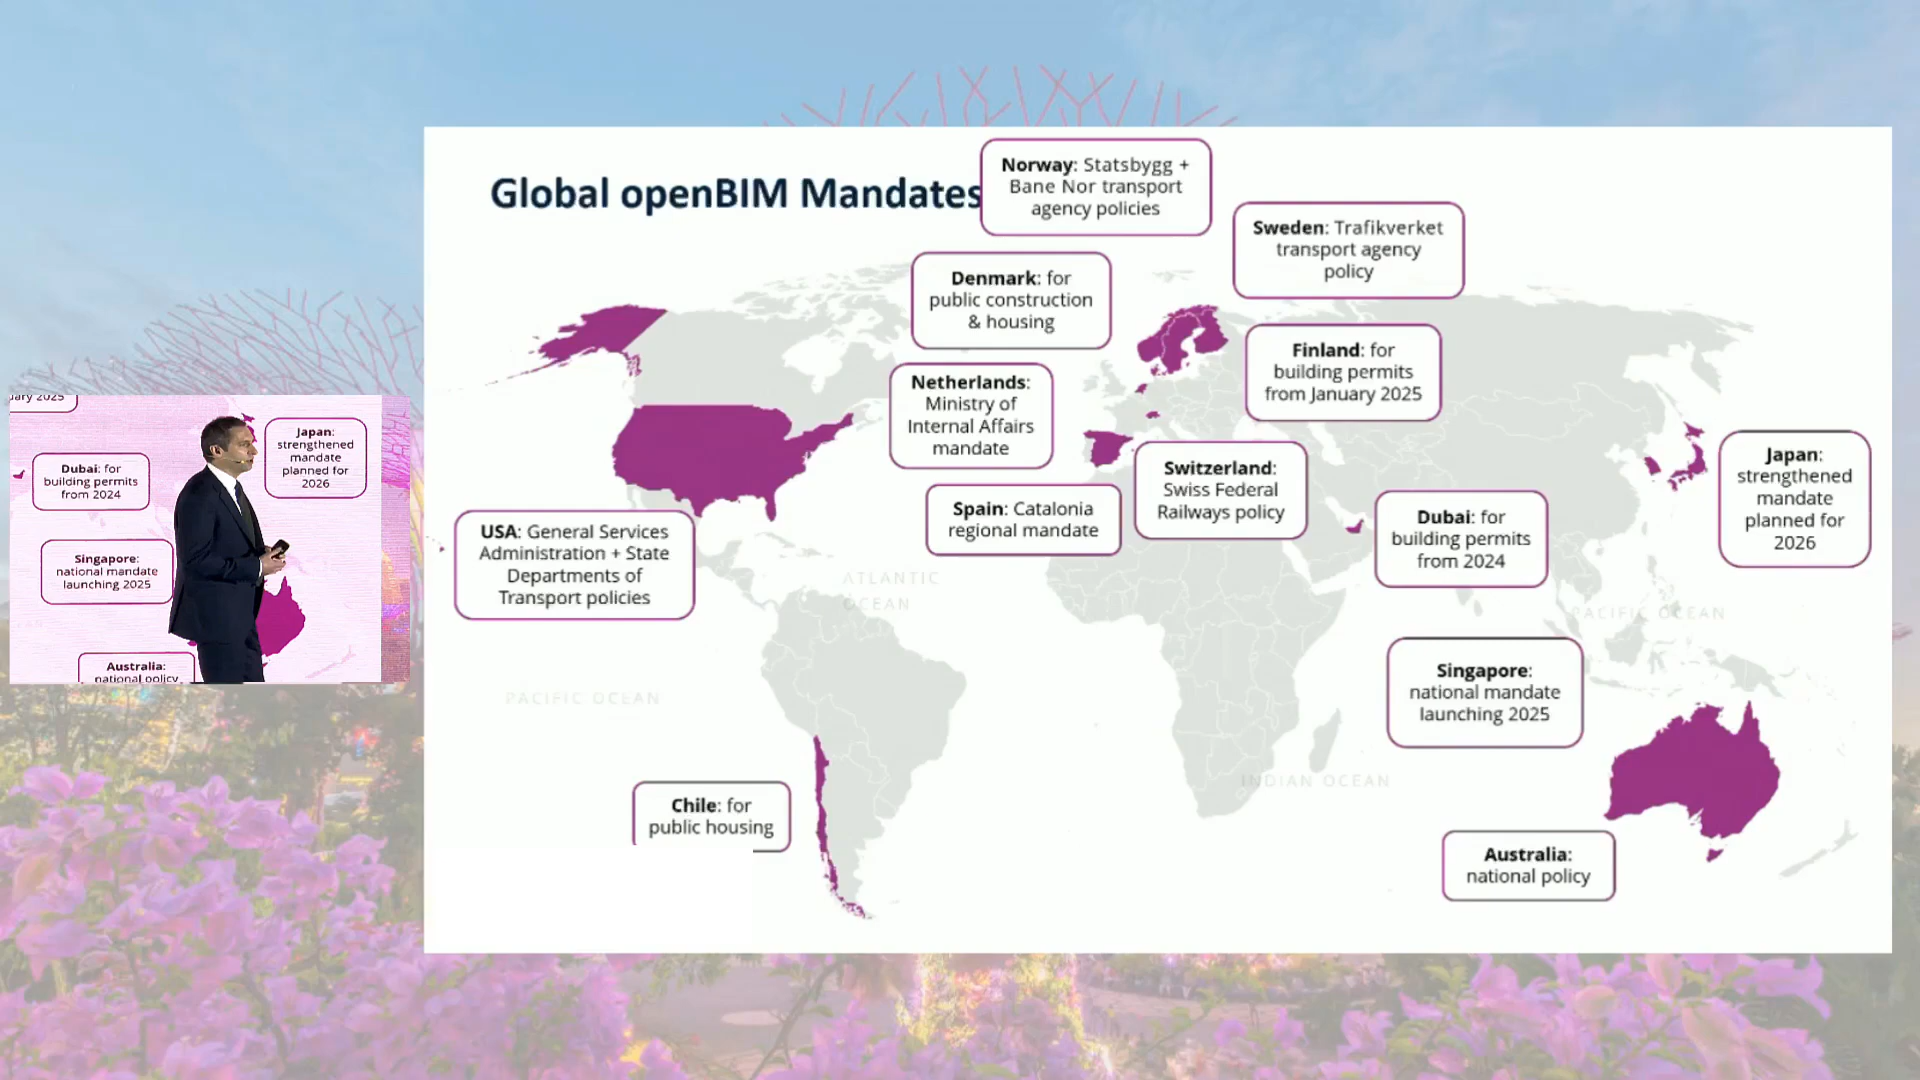 Global openBIM Mandates
Norway: Statsbygg +
Bane Nor transport
agency policies
Sweden: Trafikverket
transport agency
policy
Denmark: for
public construction
& housing
Finland: for
building permits
from January 2025
Netherlands:
Ministry of
Internal Affairs
mandate
Switzerland:
Swiss Federal
Railways policy
Spain: Catalonia
regional mandate
Dubai: for
building permits
from 2024
Japan:
strengthened
mandate
planned for
2026
USA: General Services
Administration + State
Departments of
Transport policies
Singapore:
national mandate
launching 2025
Chile: for
public housing
Australia:
national policy
ATLANTIC
OCEAN
PACIFIC OCEAN
PACIFIC OCEAN
INDIAN OCEAN
uary 2025
Japan:
strengthened
mandate
planned for
2026
Dubai: for
building permits
from 2024
Singapore:
national mandate
launching 2025
Australia:
national policy